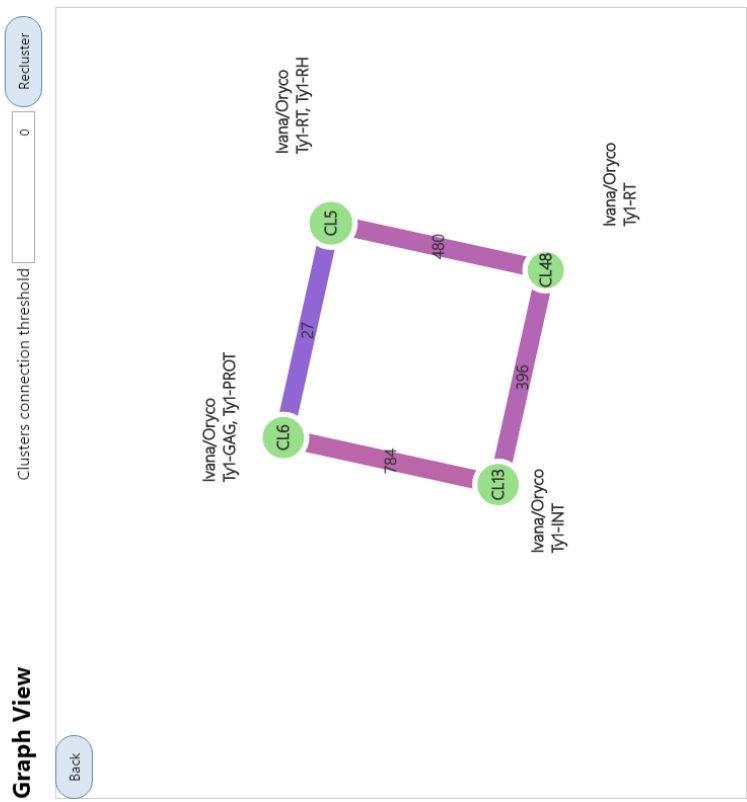 Graph View
Clusters connection threshold
0
Recluster
Back
Ivana/Oryco
Ty1-GAG, Ty1-PROT
CL6
27
CL5
Ivana/Oryco
Ty1-RT, Ty1-RH
784
480
CL13
Ivana/Oryco
Ty1-INT
396
CL48
Ivana/Oryco
Ty1-RT